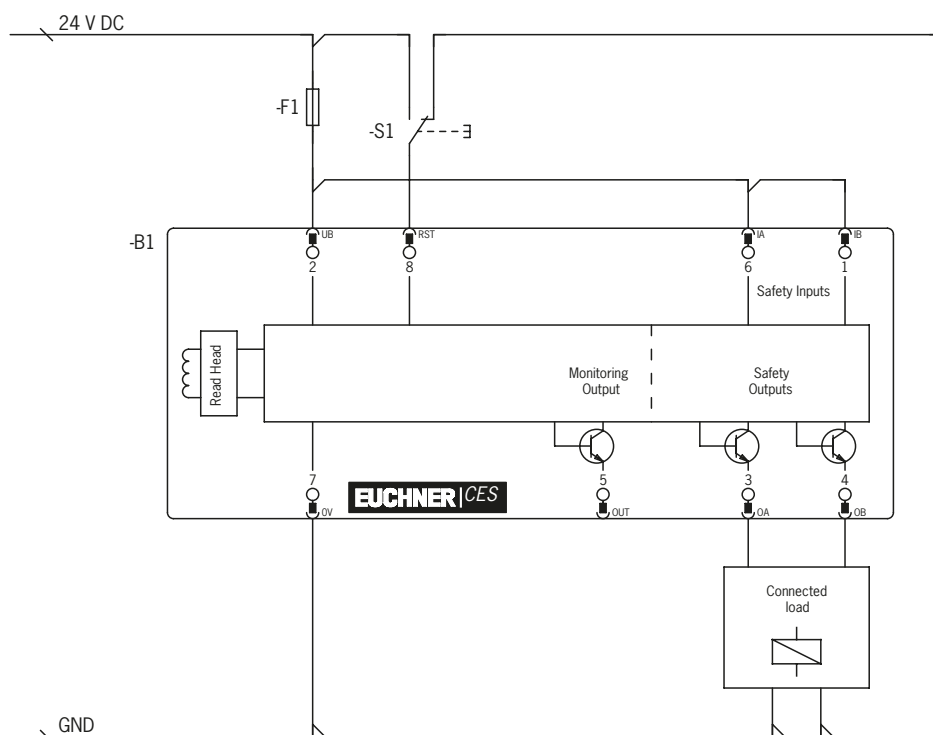 24 V DC
-F1
-S1
-B1
UB
RST
IA
IB
2
8
6
1
Safety Inputs
Read Head
Monitoring
Output
Safety
Outputs
7
5
3
4
EUCHNER|CES
0V
OUT
OA
OB
Connected
load
GND